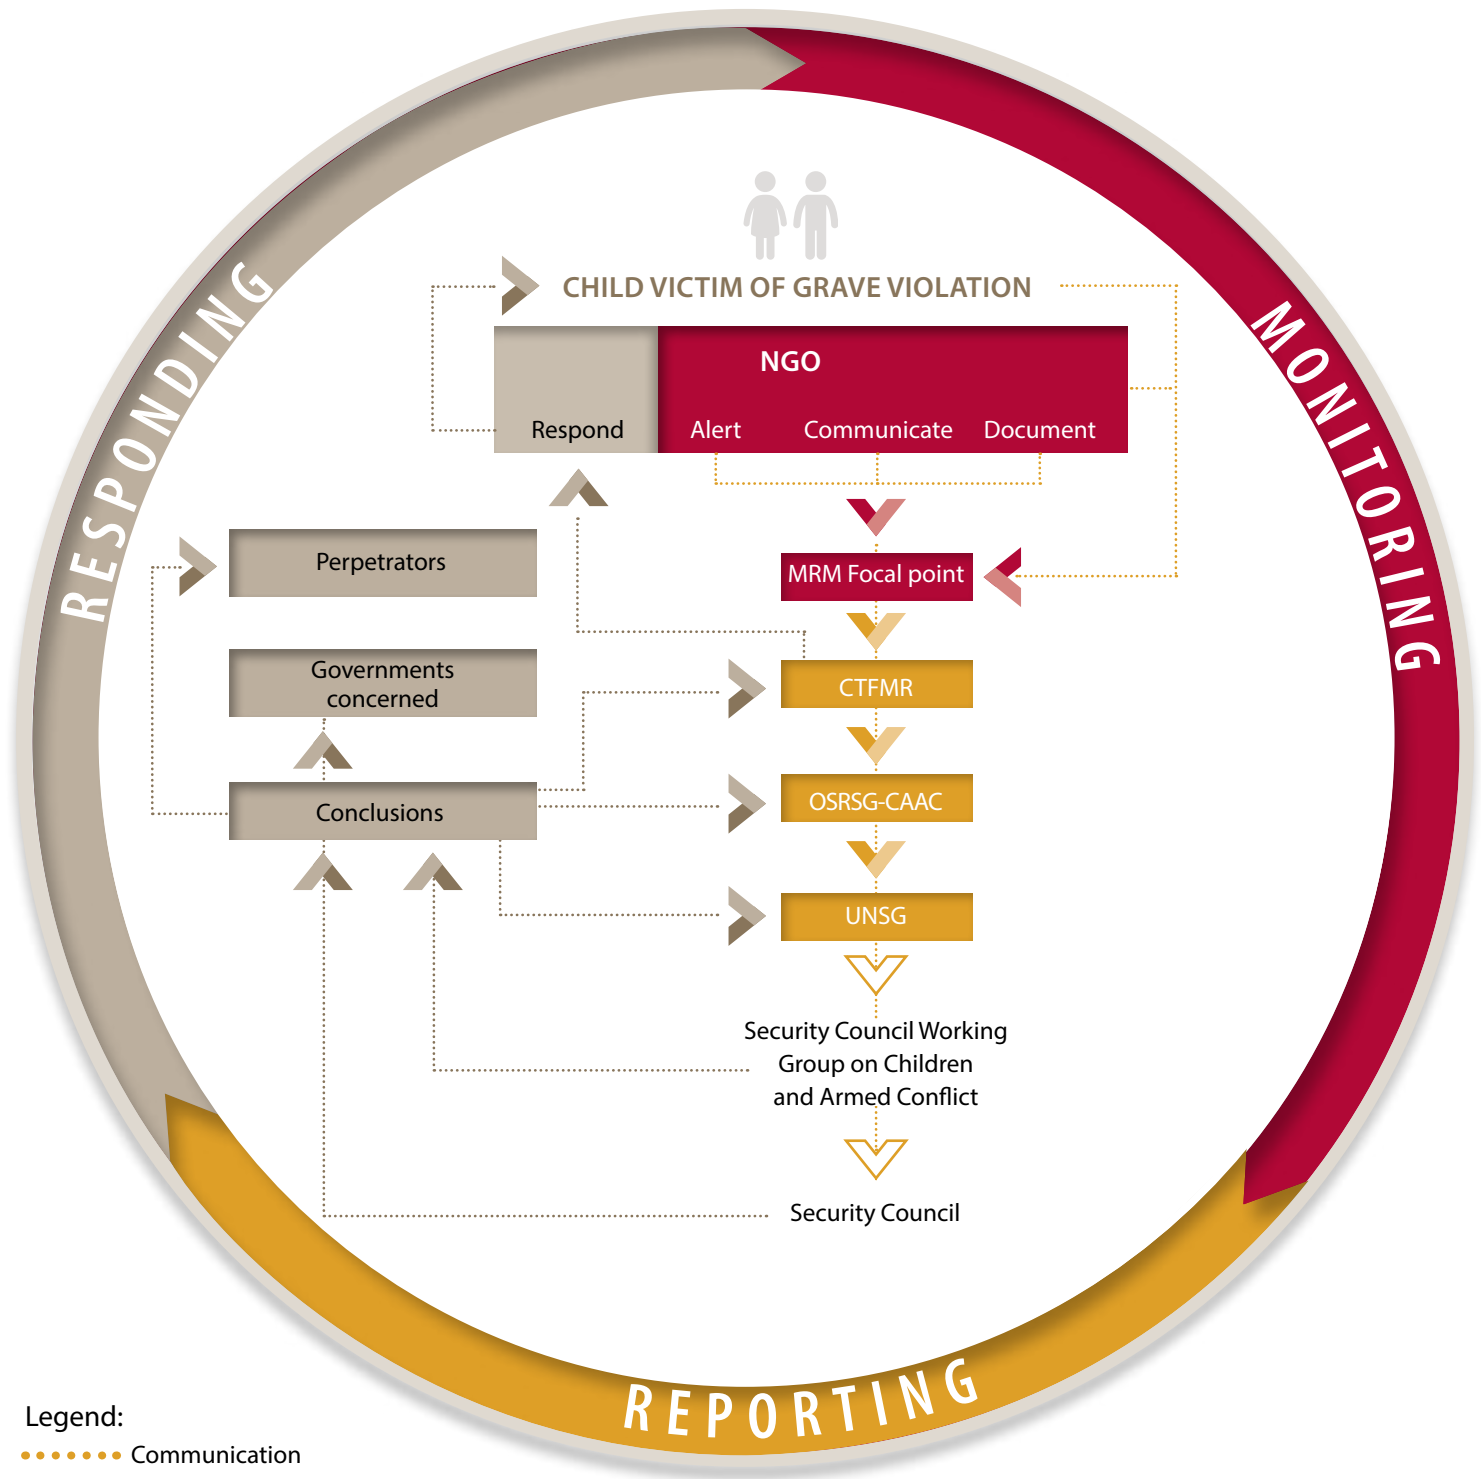 CHILD VICTIM OF GRAVE VIOLATION
NGO
Respond
Alert
Communicate
Document
Perpetrators
MRM Focal point
Governments
concerned
CTFMR
Conclusions
OSRSG-CAAC
UNSG
Security Council Working
Group on Children
and Armed Conflict
Security Council
RESPONDING
MONITORING
REPORTING
Legend:
Communication